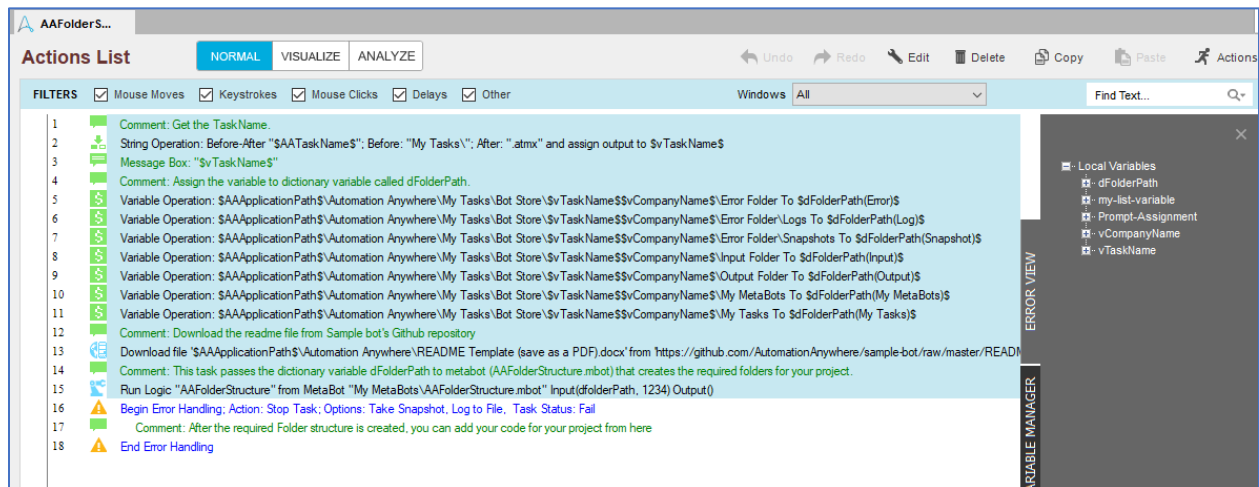 AAFolderS...
Actions List
NORMAL VISUALIZE ANALYZE
Undo Redo Edit Delete Copy Paste Actions
FILTERS Mouse Moves Keystrokes Mouse Clicks Delays Other Windows All Find Text...
1 Comment: Get the TaskName.
2 String Operation: Before-After "$AATaskName$"; Before: "My Tasks\"; After: ".atmx" and assign output to $vTaskName$
3 Message Box: "$vTaskName$"
4 Comment: Assign the variable to dictionary variable called dFolderPath.
5 Variable Operation: $AAApplicationPath$\Automation Anywhere\My Tasks\Bot Store\$vTaskName$$vCompanyName$\Error Folder To $dFolderPath(Error)$
6 Variable Operation: $AAApplicationPath$\Automation Anywhere\My Tasks\Bot Store\$vTaskName$$vCompanyName$\Error Folder\Logs To $dFolderPath(Log)$
7 Variable Operation: $AAApplicationPath$\Automation Anywhere\My Tasks\Bot Store\$vTaskName$$vCompanyName$\Error Folder\Snapshots To $dFolderPath(Snapshot)$
8 Variable Operation: $AAApplicationPath$\Automation Anywhere\My Tasks\Bot Store\$vTaskName$$vCompanyName$\Input Folder To $dFolderPath(Input)$
9 Variable Operation: $AAApplicationPath$\Automation Anywhere\My Tasks\Bot Store\$vTaskName$$vCompanyName$\Output Folder To $dFolderPath(Output)$
10 Variable Operation: $AAApplicationPath$\Automation Anywhere\My Tasks\Bot Store\$vTaskName$$vCompanyName$\My MetaBots To $dFolderPath(My MetaBots)$
11 Variable Operation: $AAApplicationPath$\Automation Anywhere\My Tasks\Bot Store\$vTaskName$$vCompanyName$\My Tasks To $dFolderPath(My Tasks)$
12 Comment: Download the readme file from Sample bot's Github repository
13 Download file '$AAApplicationPath$\Automation Anywhere\README Template (save as a PDF).docx' from 'https://github.com/AutomationAnywhere/sample-bot/raw/master/READ
14 Comment: This task passes the dictionary variable dFolderPath to metabot (AAFolderStructure.mbot) that creates the required folders for your project.
15 Run Logic "AAFolderStructure" from MetaBot "My MetaBots\AAFolderStructure.mbot" Input(dfolderPath, 1234) Output()
16 Begin Error Handling; Action: Stop Task; Options: Take Snapshot, Log to File, Task Status: Fail
17 Comment: After the required Folder structure is created, you can add your code for your project from here
18 End Error Handling
ERROR VIEW
VARIABLE MANAGER
Local Variables
dFolderPath
my-list-variable
Prompt-Assignment
vCompanyName
vTaskName